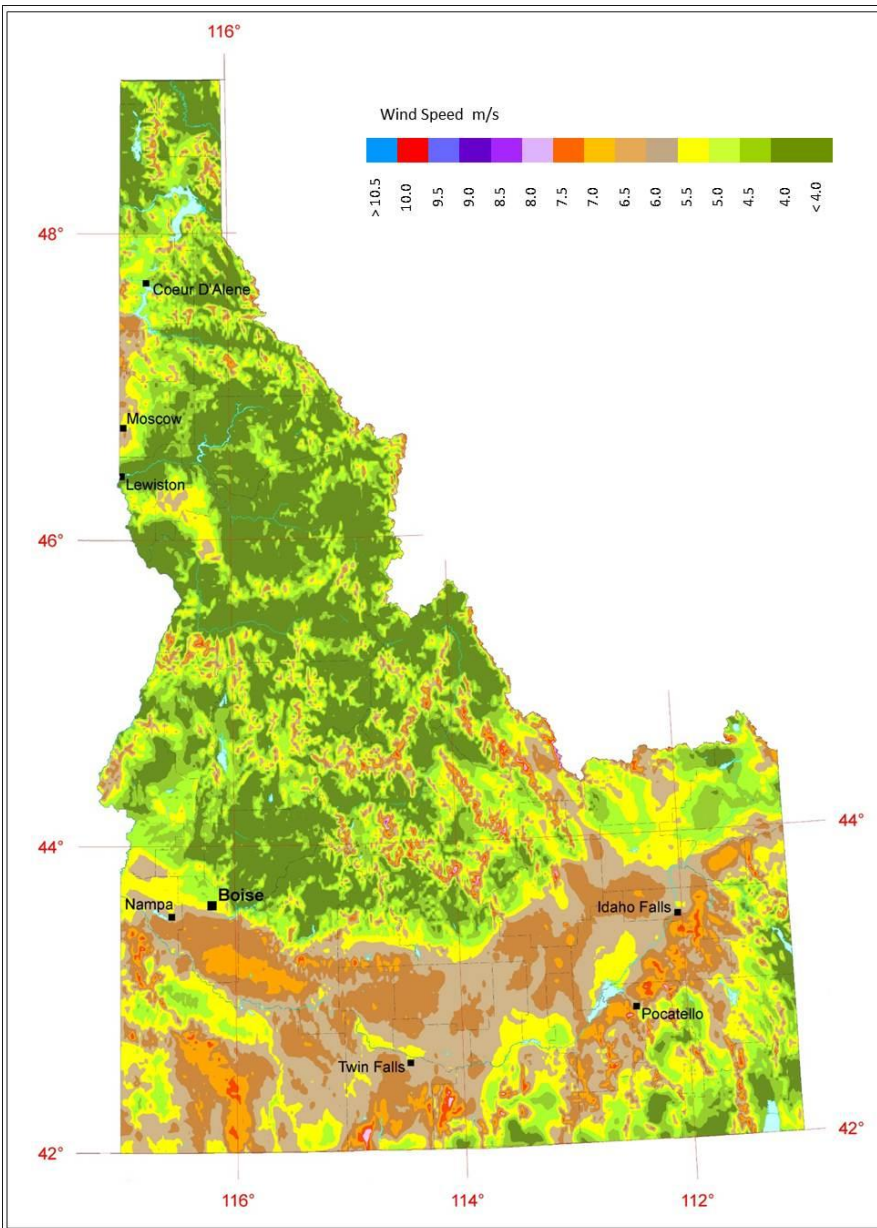 116°
Wind Speed m/s
> 10.5
10.0
9.5
9.0
8.5
8.0
7.5
7.0
6.5
6.0
5.5
5.0
4.5
4.0
< 4.0
48°
Coeur D'Alene
Moscow
Lewiston
46°
44°
44°
Boise
Nampa
Idaho Falls
Pocatello
Twin Falls
42°
42°
116°
114°
112°